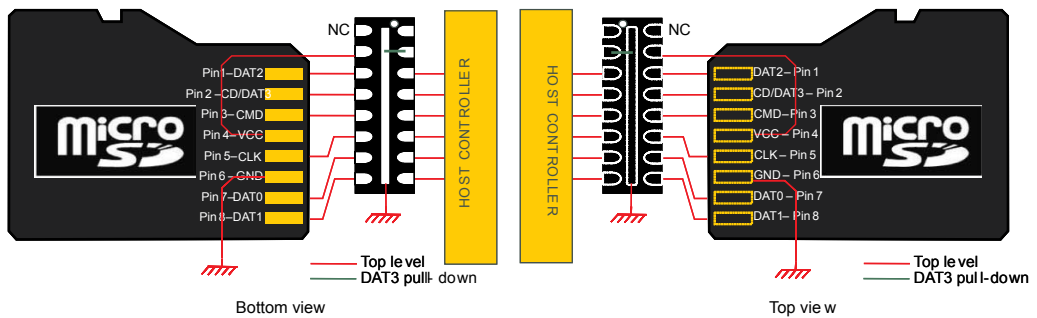 NC
Pin1–DAT2
Pin 2 –CD/DAT3
Pin 3–CMD
Pin 4–VCC
Pin 5–CLK
Pin 6–GND
Pin 7–DAT0
Pin 8–DAT1
micro
SD
HOST CONTROLLER
Top level
DAT3 pull- down
Bottom view
HOST CONTROLLER
NC
DAT2– Pin 1
CD/DAT3– Pin 2
CMD– Pin 3
VCC – Pin 4
CLK – Pin 5
GND – Pin 6
DAT0 – Pin 7
DAT1– Pin 8
micro
SD
Top level
DAT3 pull-down
Top view